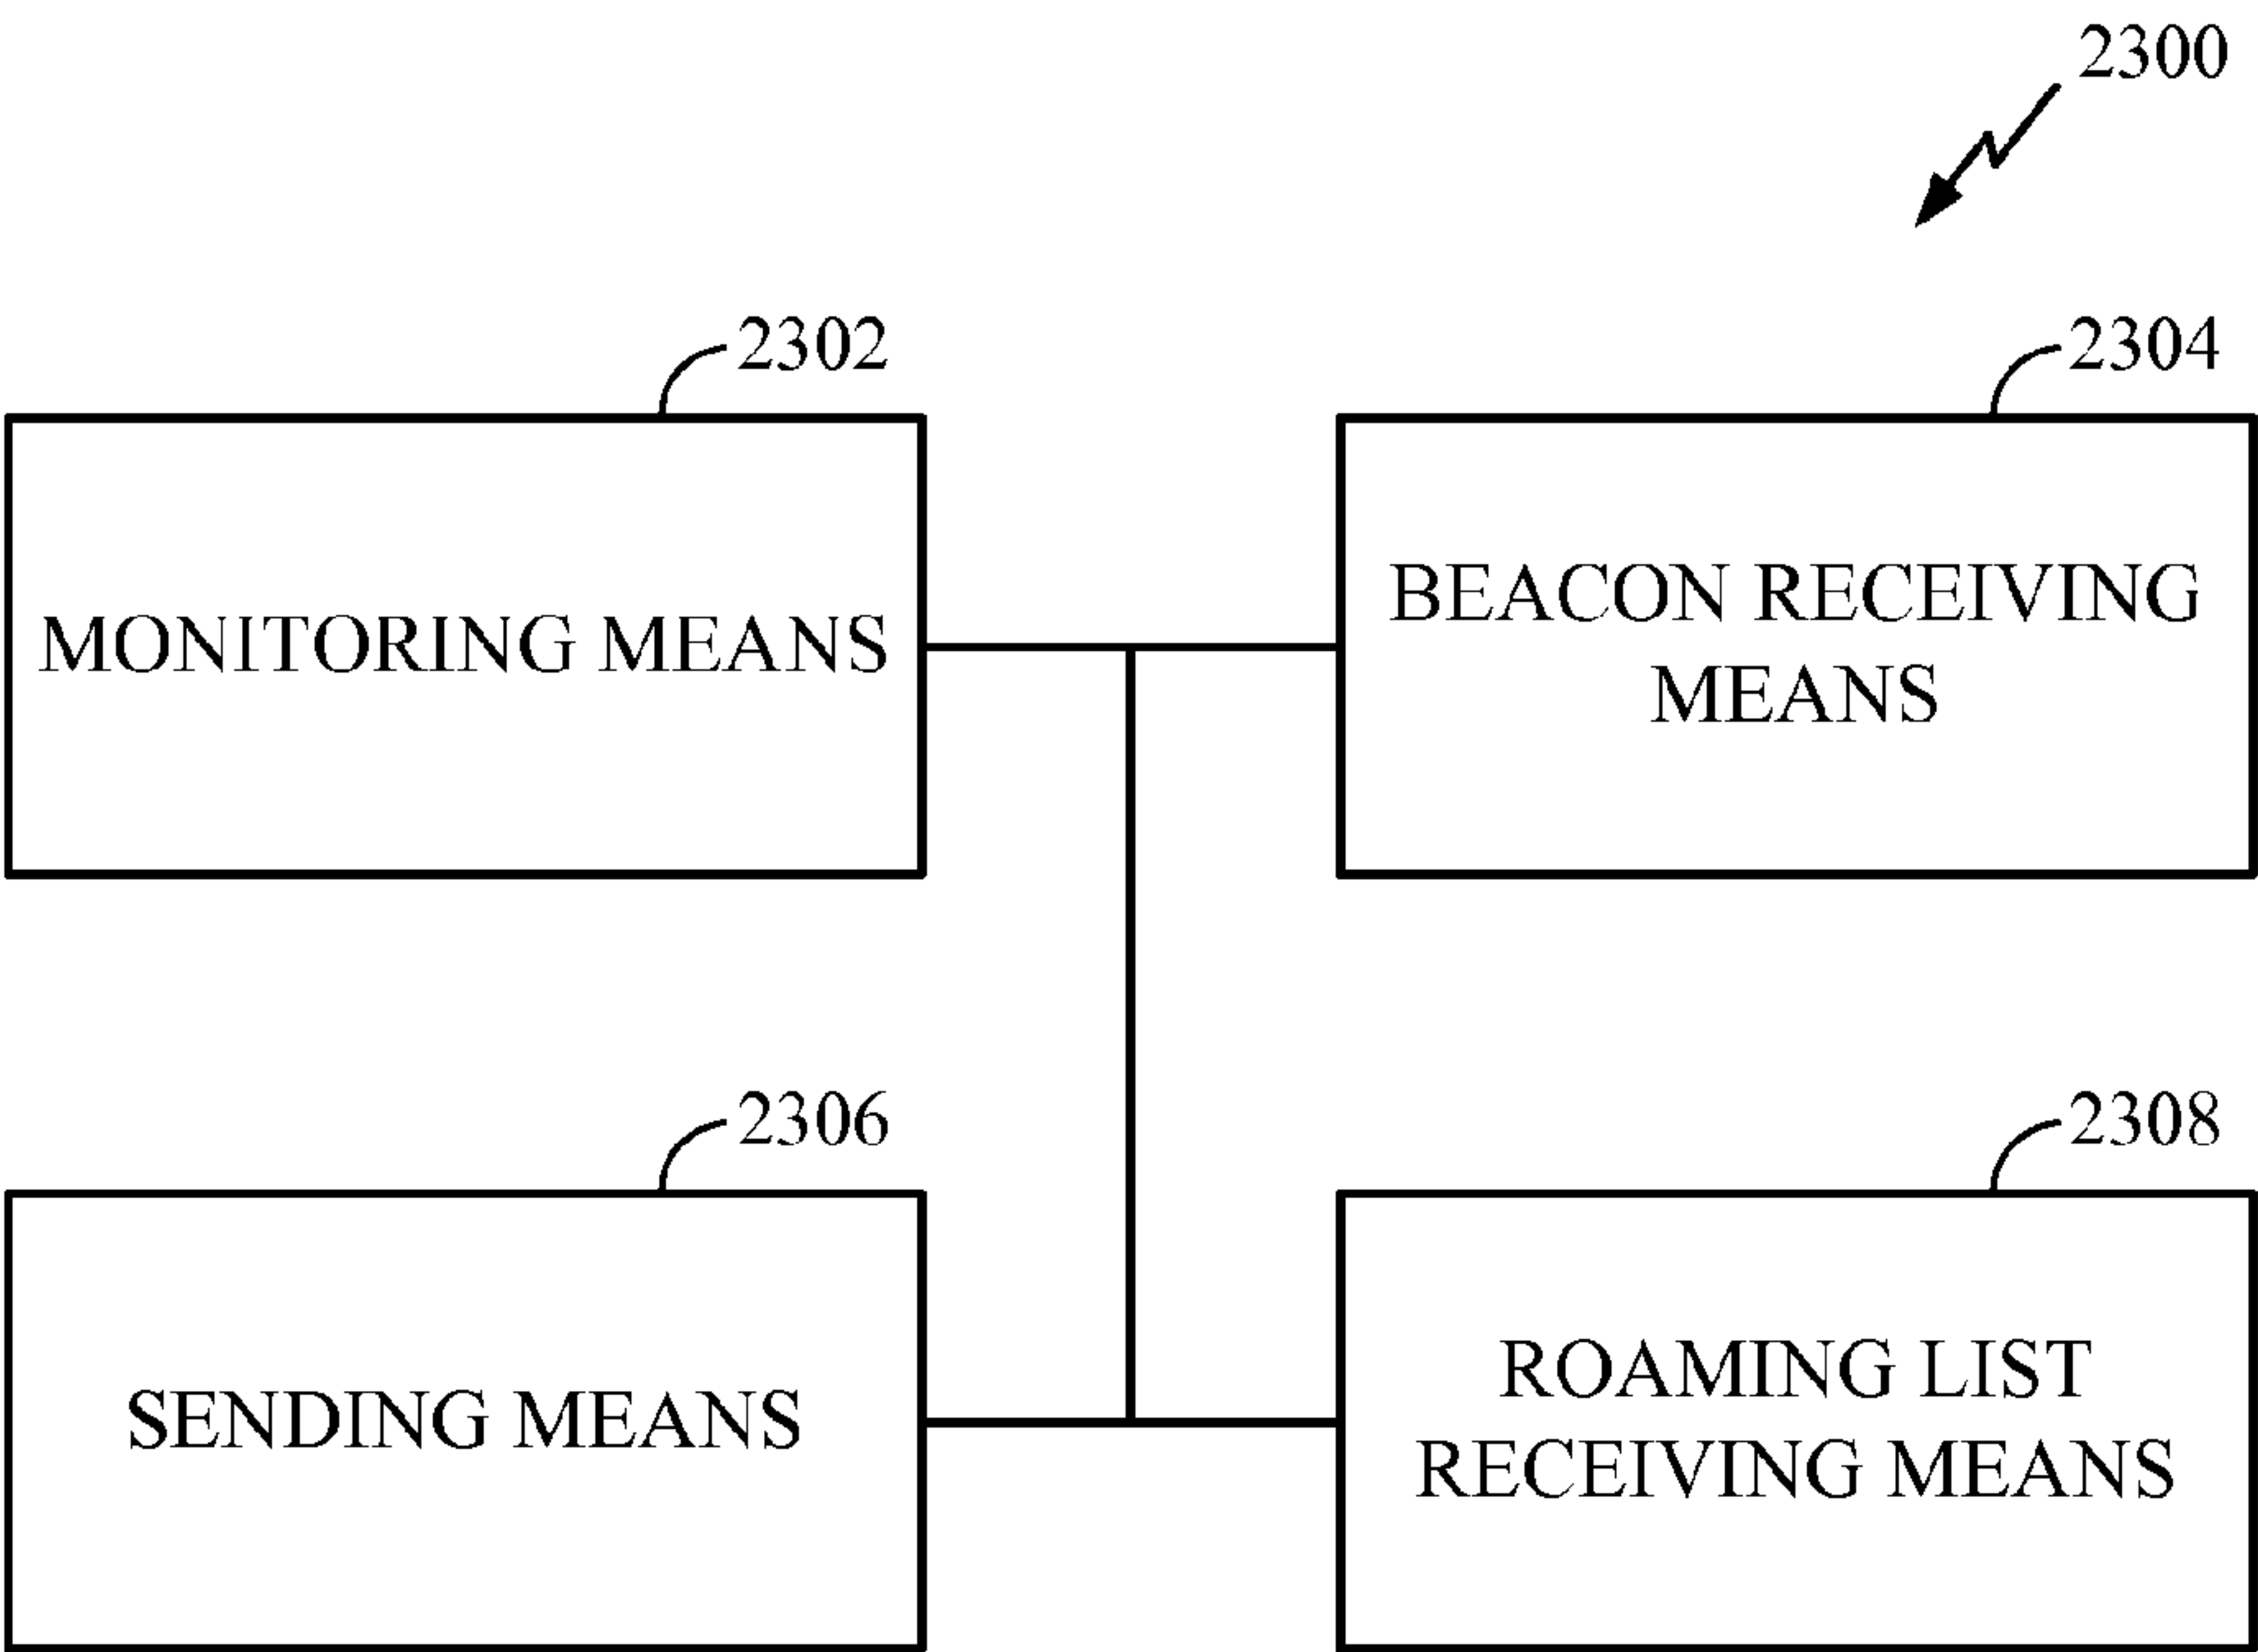 2300
2302
2304
MONITORING MEANS
BEACON RECEIVING
MEANS
2306
2308
SENDING MEANS
ROAMING LIST
RECEIVING MEANS